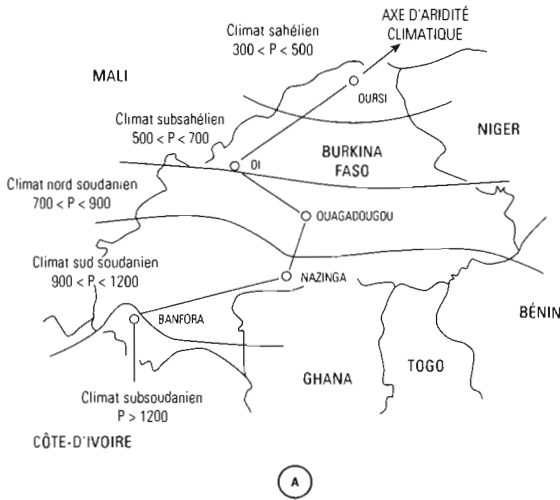 Climat sahélien
300 < P < 500
AXE D'ARIDITÉ
CLIMATIQUE
MALI
OURSI
Climat subsahélien
500 < P < 700
NIGER
BURKINA
FASO
DI
Climat nord soudanien
700 < P < 900
OUAGADOUGOU
Climat sud soudanien
900 < P < 1200
NAZINGA
BÉNIN
BANFORA
GHANA
TOGO
Climat subsoudanien
P > 1200
CÔTE-D'IVOIRE
A